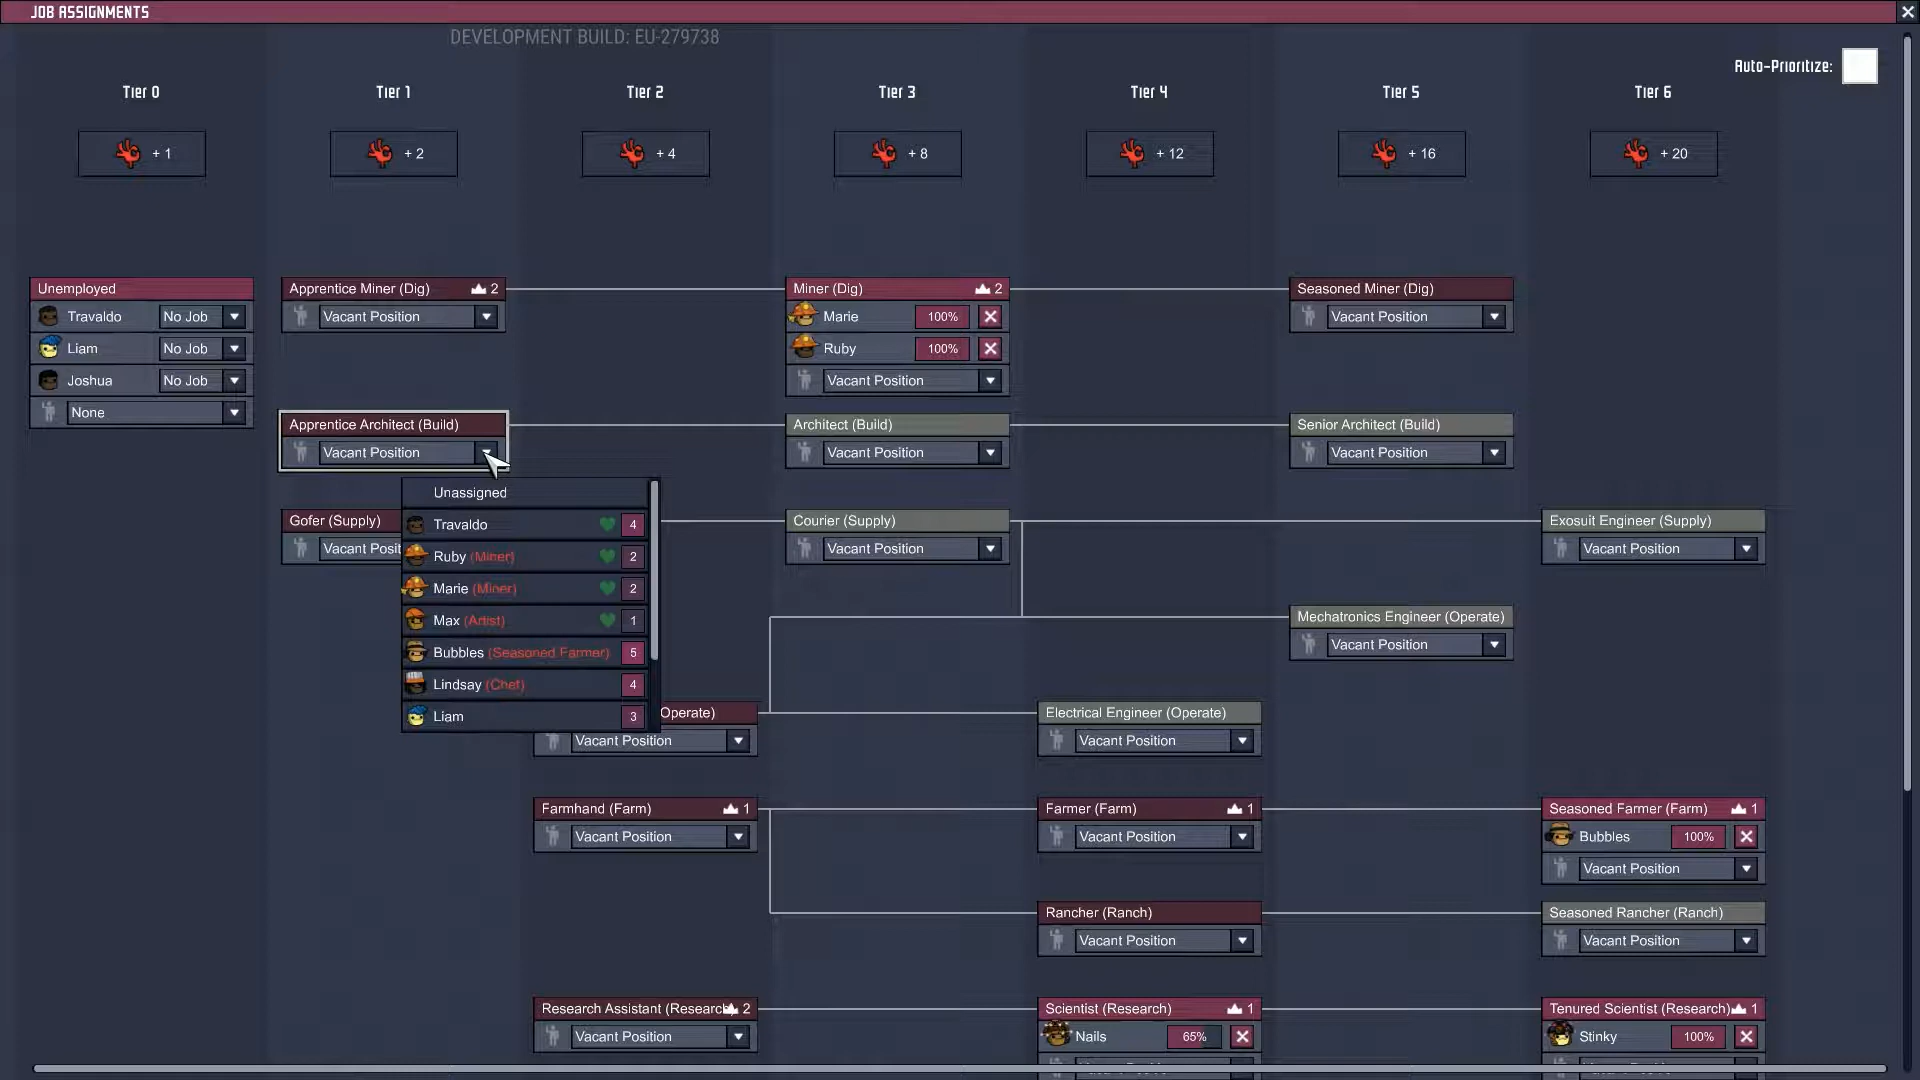 JOB ASSIGNMENTS
DEVELOPMENT BUILD: EU-279738
Auto-Prioritize:
Tier 0
Tier 1
Tier 2
Tier 3
Tier 4
Tier 5
Tier 6
+ 1
+ 2
+ 4
+ 8
+ 12
+ 16
+ 20
Unemployed
Travaldo No Job
Liam No Job
Joshua No Job
None
Apprentice Miner (Dig) 2
Vacant Position
Miner (Dig) 2
Marie 100%
Ruby 100%
Vacant Position
Seasoned Miner (Dig)
Vacant Position
Apprentice Architect (Build)
Vacant Position
Architect (Build)
Vacant Position
Senior Architect (Build)
Vacant Position
Unassigned
Travaldo 4
Ruby (Miner) 2
Marie (Miner) 2
Max (Artist) 1
Bubbles (Seasoned Farmer) 5
Lindsay (Chef) 4
Liam 3
Gofer (Supply)
Vacant Posit
Courier (Supply)
Vacant Position
Exosuit Engineer (Supply)
Vacant Position
Mechatronics Engineer (Operate)
Vacant Position
Operate)
Vacant Position
Electrical Engineer (Operate)
Vacant Position
Farmhand (Farm) 1
Vacant Position
Farmer (Farm) 1
Vacant Position
Seasoned Farmer (Farm) 1
Bubbles 100%
Vacant Position
Rancher (Ranch)
Vacant Position
Seasoned Rancher (Ranch)
Vacant Position
Research Assistant (Research 2
Vacant Position
Scientist (Research) 1
Nails 65%
Tenured Scientist (Research) 1
Stinky 100%